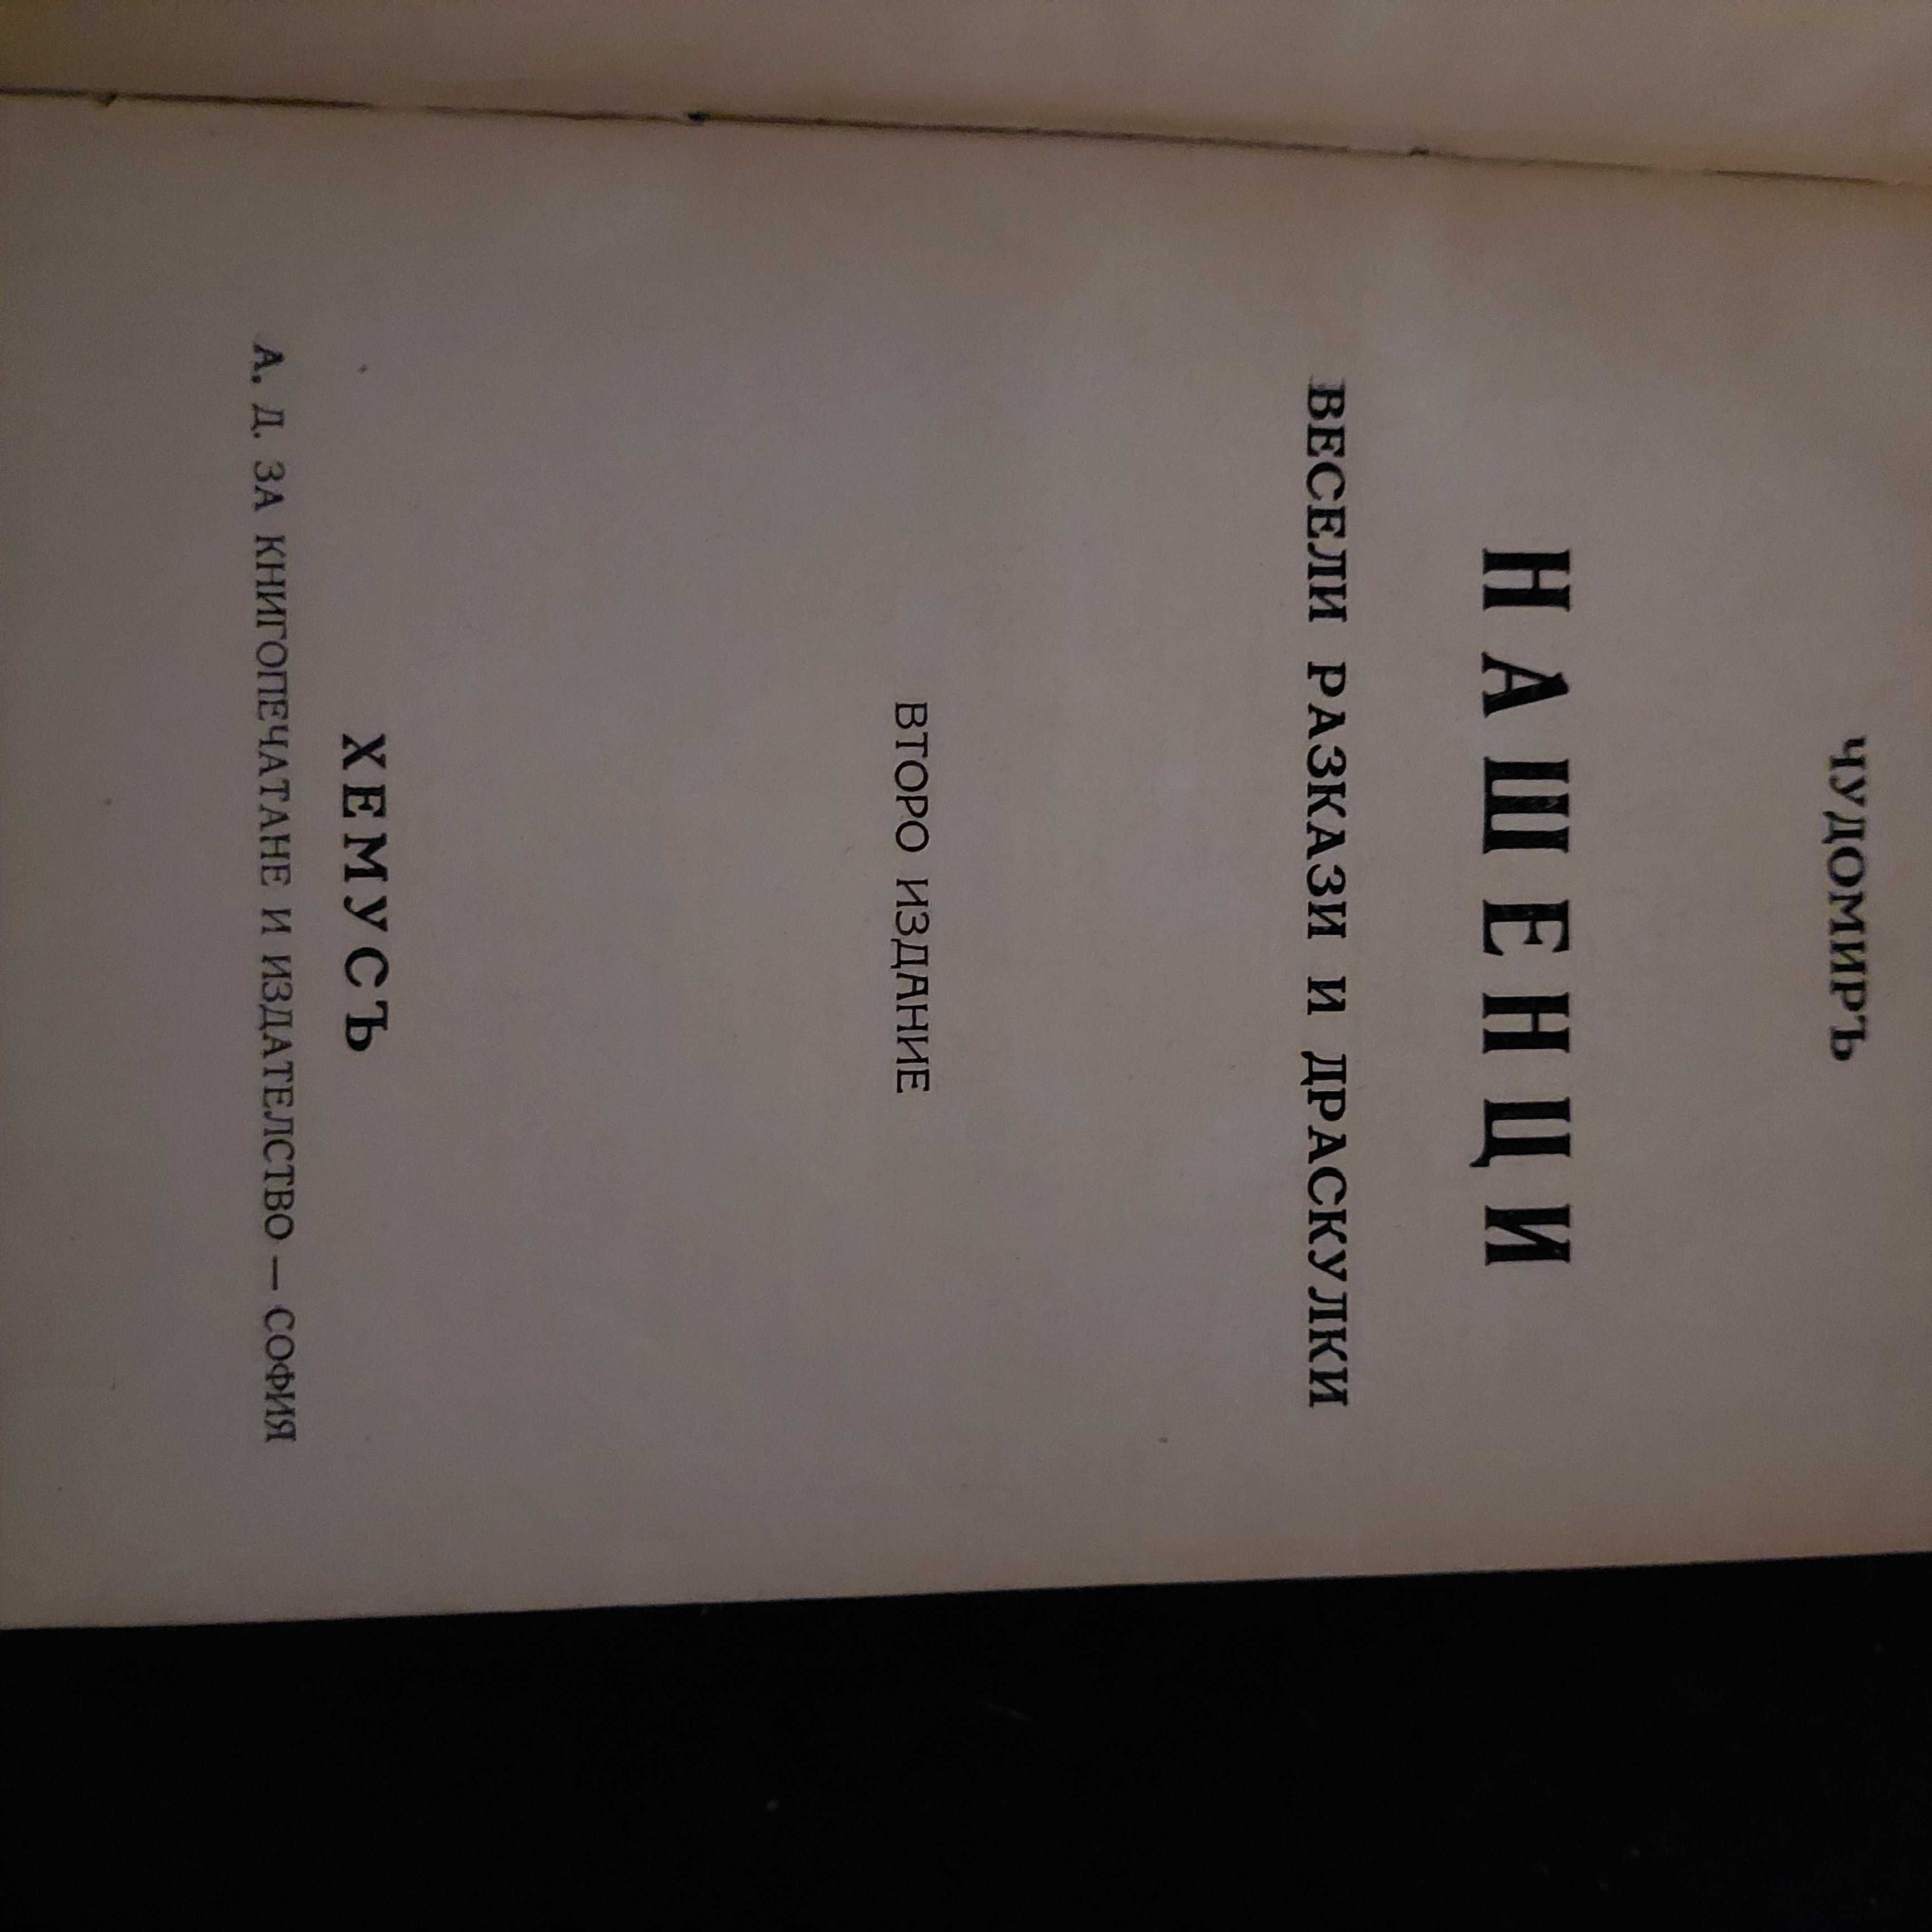 ЧУДОМИРЪ
НАШЕНЦИ
ВЕСЕЛИ РАЗКАЗИ И ДРАСКУЛКИ
ВТОРО ИЗДАНИЕ
ХЕМУСЪ
А. Д. ЗА КНИГОПЕЧАТАНЕ И ИЗДАТЕЛСТВО — СОФИЯ